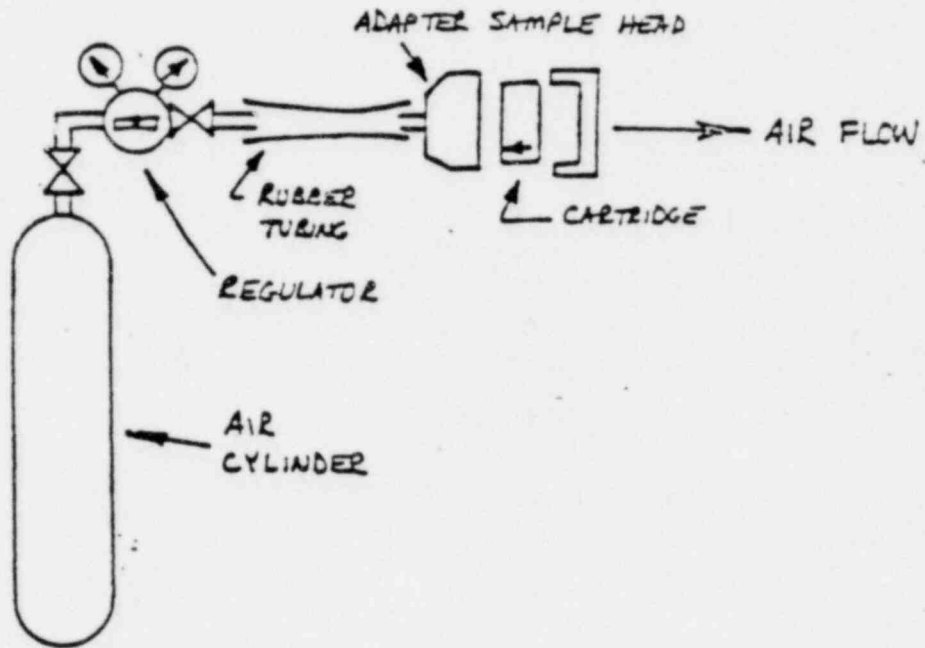 ADAPTER SAMPLE HEAD
AIR FLOW
RUBBER
TUBING
CARTRIDGE
REGULATOR
AIR
CYLINDER